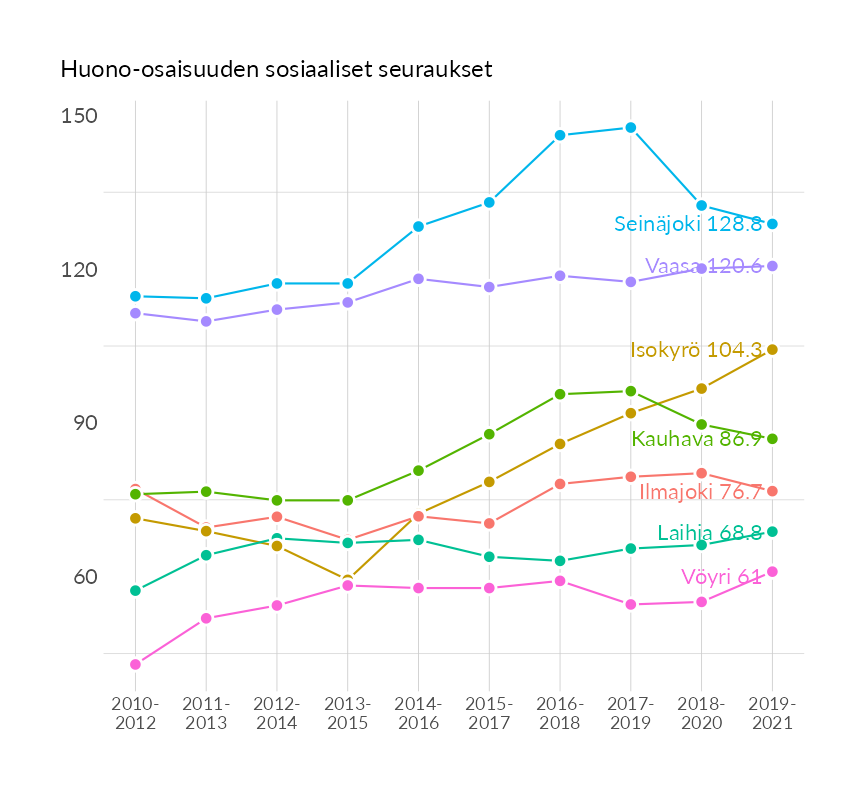 Huono-osaisuuden sosiaaliset seuraukset
150
120
90
60
Seinäjoki 128.8
Vaasa 120.6
Isokyrö 104.3
Kauhava 86.9
Ilmajoki 76.7
Laihia 68.8
Vöyri 61
2010- 2011- 2012- 2013- 2014- 2015- 2016- 2017- 2018- 2019-
2012 2013 2014 2015 2016 2017 2018 2019 2020 2021